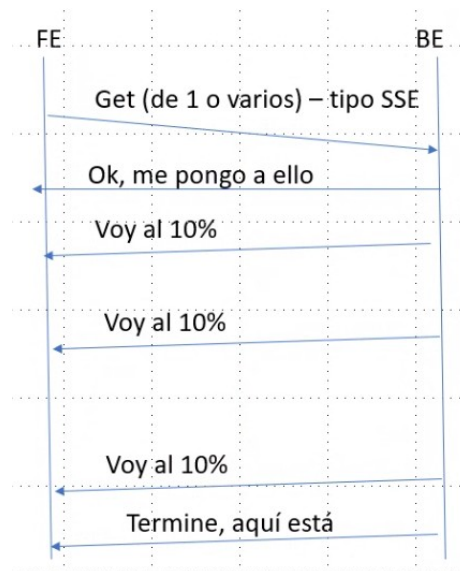 FE
BE
Get (de 1 o varios) – tipo SSE
Ok, me pongo a ello
Voy al 10%
Voy al 10%
Voy al 10%
Termine, aquí está